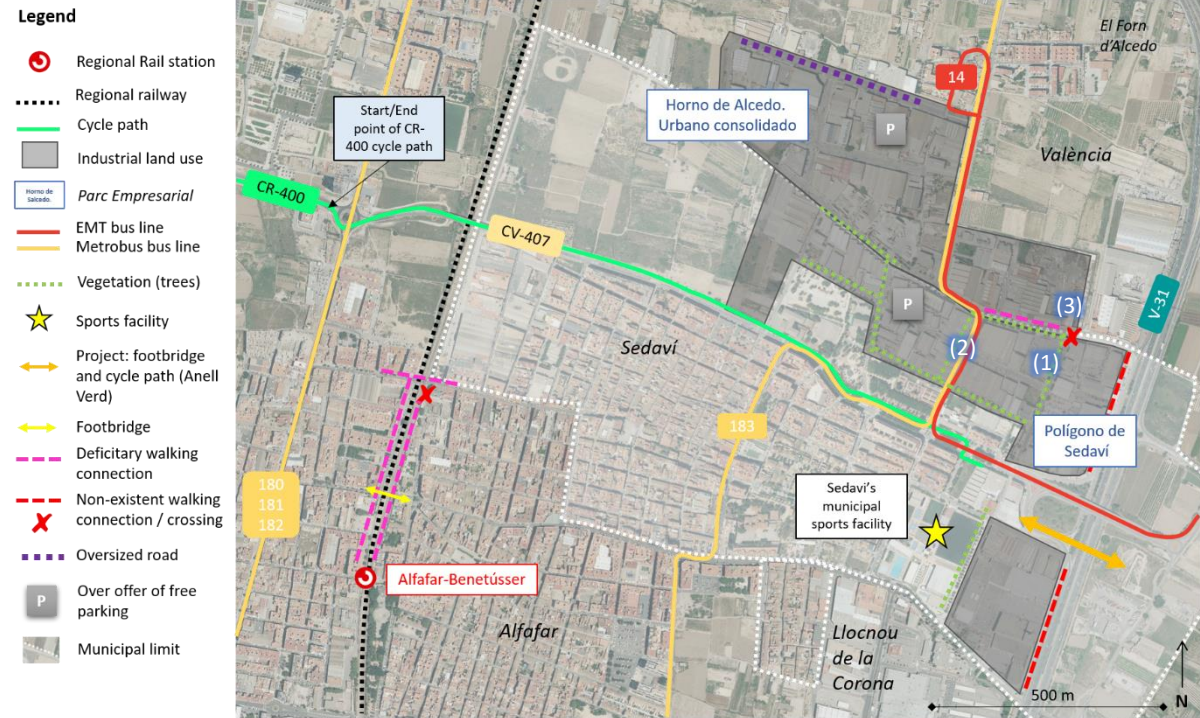 Legend
Regional Rail station
Regional railway
Cycle path
Industrial land use
Horno de
Salcedo.
Parc Empresarial
EMT bus line
Metrobus bus line
Vegetation (trees)
Sports facility
Project: footbridge
and cycle path (Anell
Verd)
Footbridge
Deficitary walking
connection
Non-existent walking
connection / crossing
Oversized road
P
Over offer of free
parking
Municipal limit
Start/End
point of CR-
400 cycle path
CR-400
CV-407
Horno de Alcedo.
Urbano consolidado
P
14
El Forn
d'Alcedo
València
V-31
P
(3)
(2)
(1)
Sedaví
183
Polígono de
Sedaví
180
181
182
Sedavi's
municipal
sports facility
Alfafar-Benetússer
Alfafar
Llocnou
de la
Corona
500 m
N